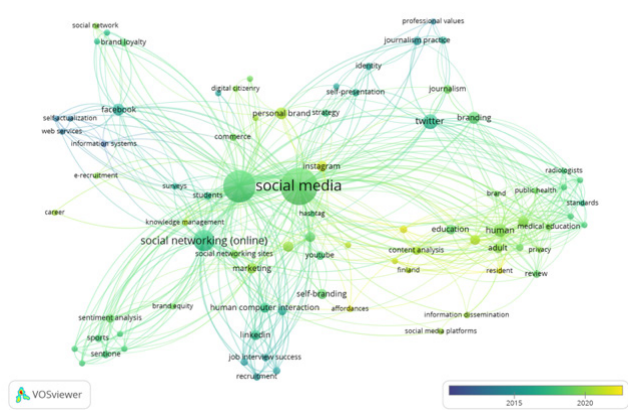 professional values
social network
journalism practice
brand loyalty
identity
digital citizenry
self-presentation
journalism
facebook
personal brand
strategy
self-actualization
twitter
branding
web services
commerce
information systems
instagram
radiologists
e-recruitment
surveys
social media
public health
students
brand
standards
career
hashtag
knowledge management
medical education
education
human
social networking (online)
content analysis
adult
privacy
social networking sites
youtube
marketing
finland
resident
review
self-branding
brand equity
human computer interaction
affordances
information dissemination
sentiment analysis
social media platforms
sports
linkedin
sentione
job interview success
recruitment
VOSviewer
2015
2020